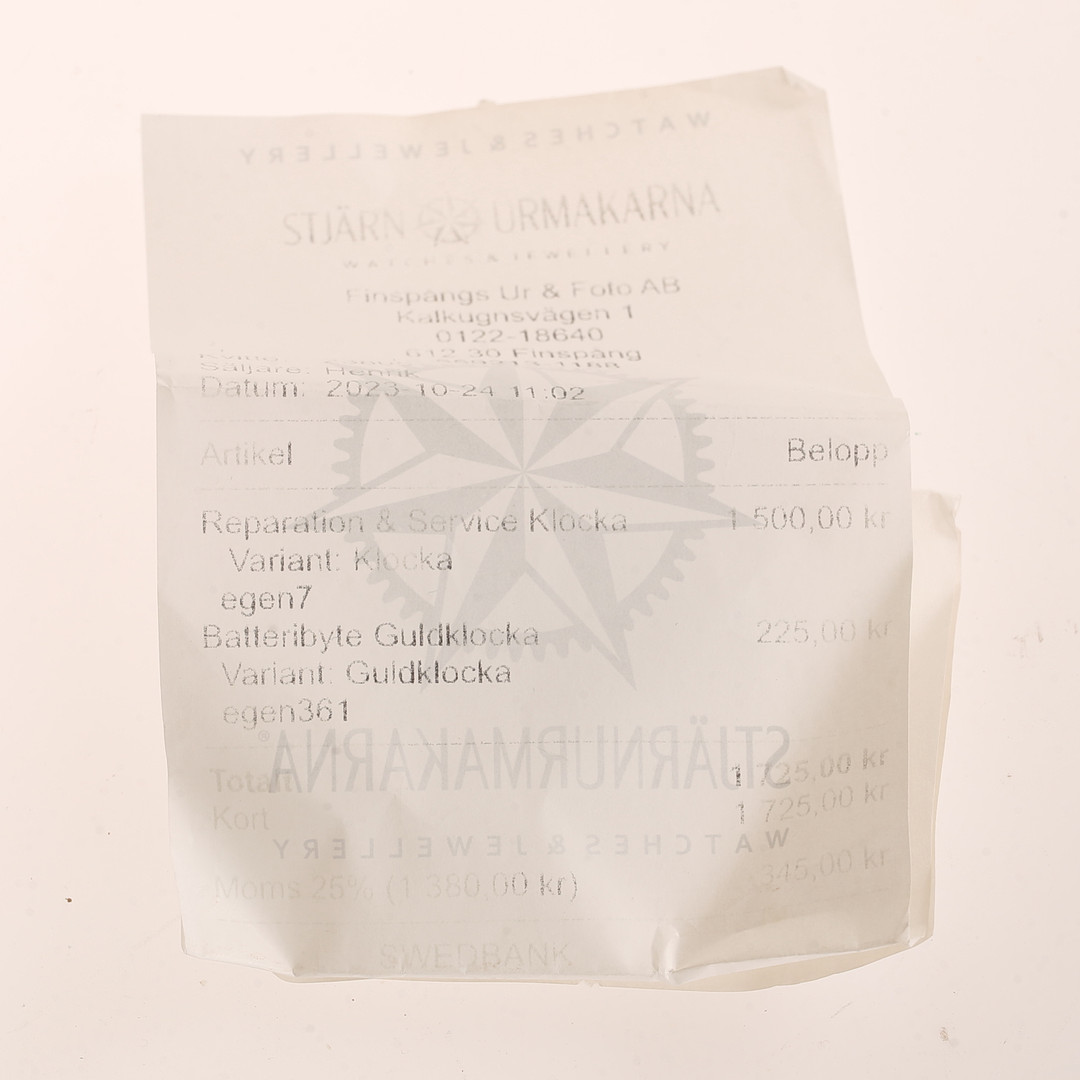 WATCHES & JEWELLERY
STJÄRN URMAKARNA
WATCHES & JEWELLERY
Finspångs Ur & Foto AB
Kalkugnsvägen 1
0122-18640
612 30 Finspång
Säljare: Henrik
Datum: 2023-10-24 11:02
Artikel Belopp
Reparation & Service Klocka 1 500,00 kr
Variant: Klocka
egen7
Batteribyte Guldklocka 225,00 kr
Variant: Guldklocka
egen361
STJÄRNURMAKARNA®
Total 1 725,00 kr
Kort 1 725,00 kr
WATCHES & JEWELLERY
Moms 25% (1 380,00 kr) 345,00 kr
SWEDBANK